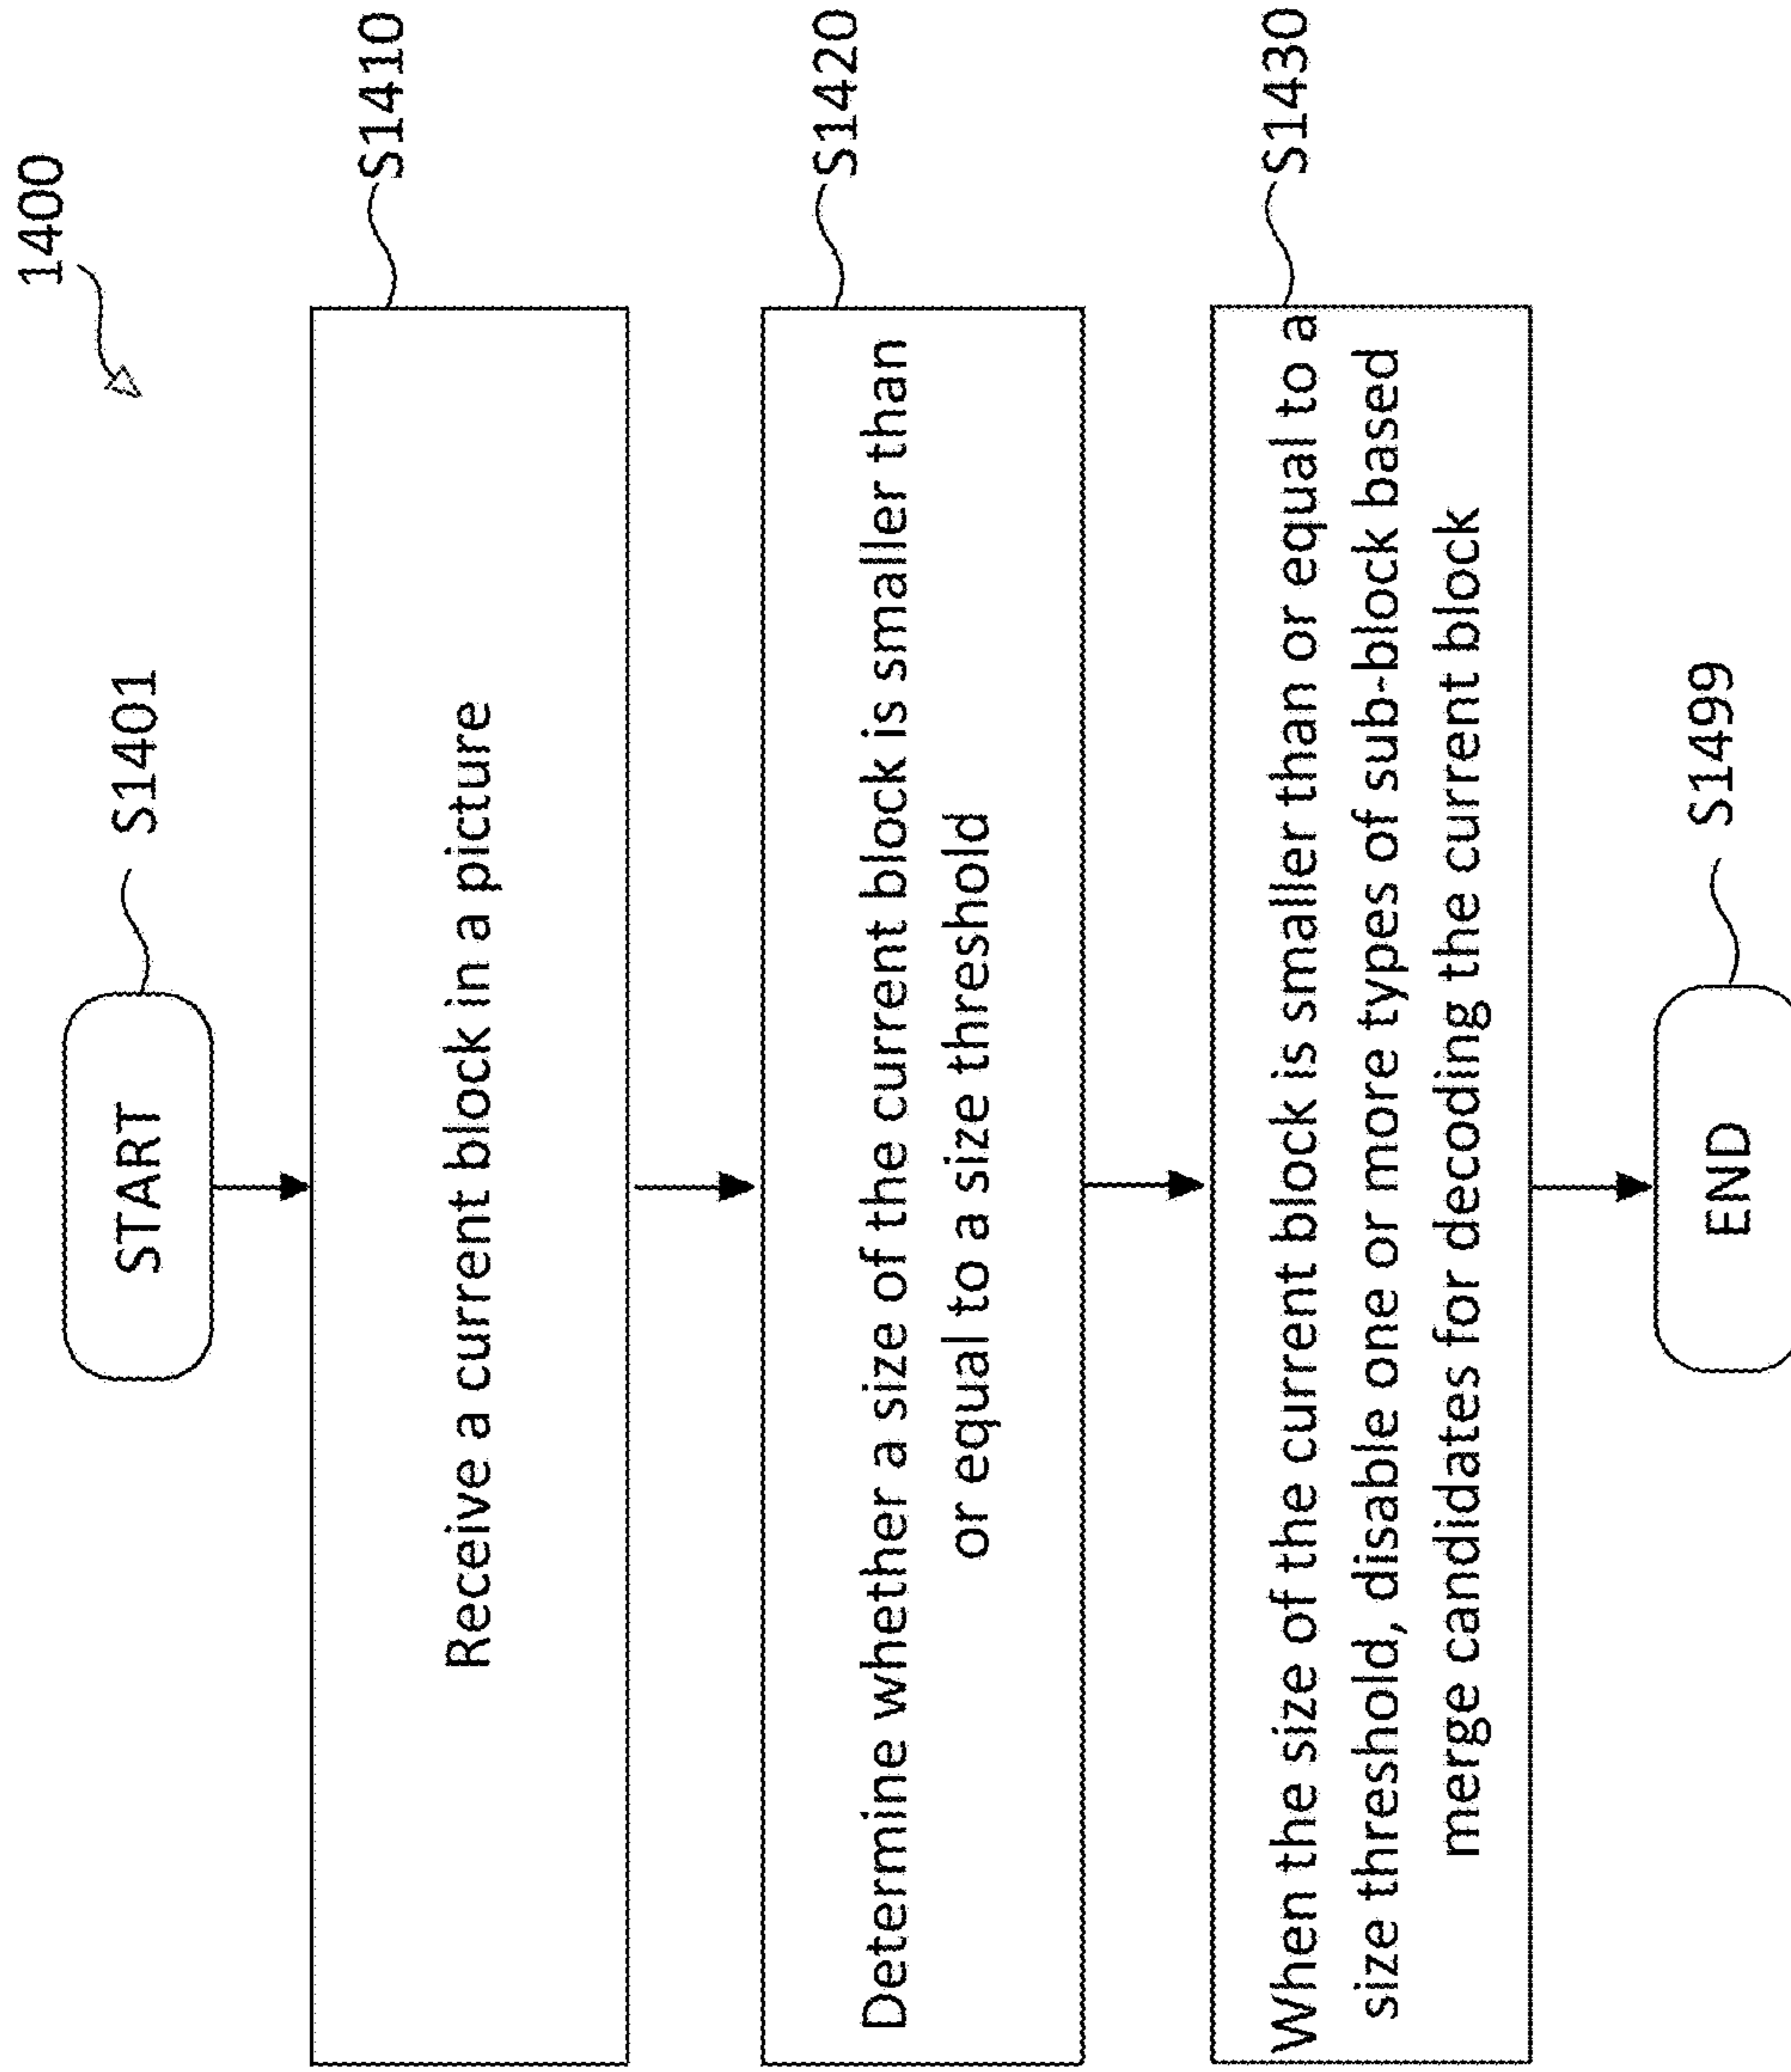 1400
START
S1401
Receive a current block in a picture
S1410
Determine whether a size of the current block is smaller than
or equal to a size threshold
S1420
When the size of the current block is smaller than or equal to a
size threshold, disable one or more types of sub-block based
merge candidates for decoding the current block
S1430
END
S1499